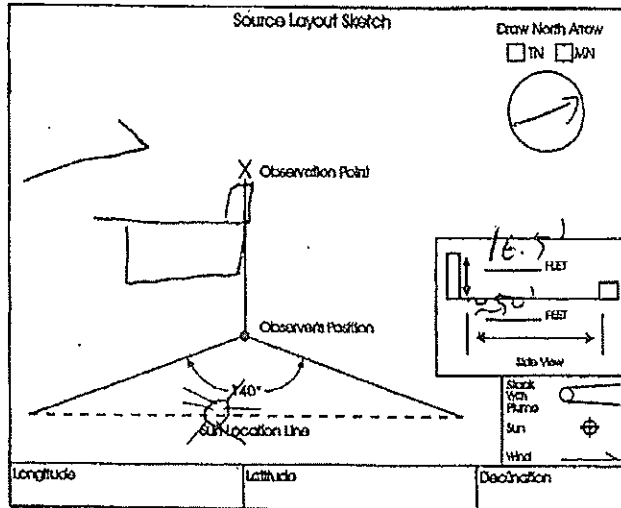 Source Layout Sketch
Draw North Arrow
TN MN
Observation Point
FEET
Observers Position
FEET
Side View
140°
Sun Location Line
Stack
With
Plume
Sun
Wind
Longitude
Latitude
Declination